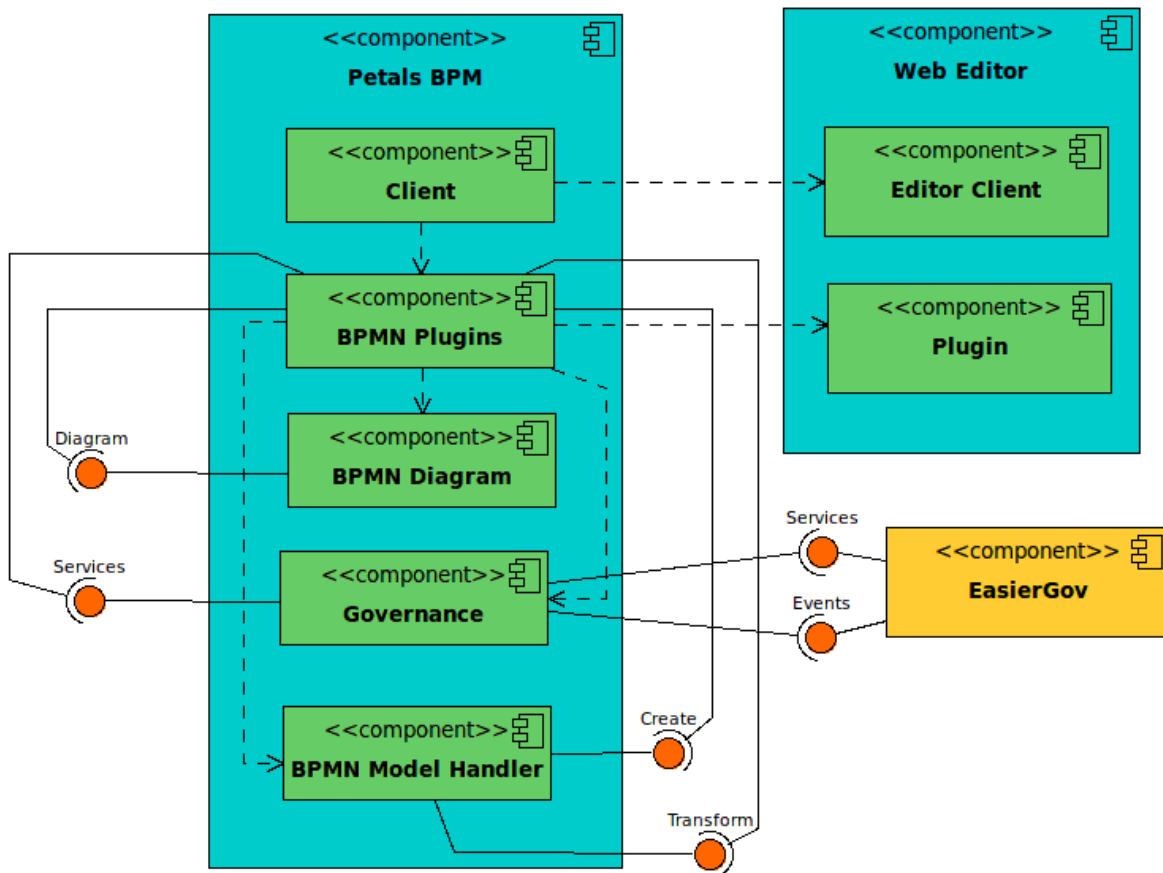 <<component>>
Petals BPM
<<component>>
Client
<<component>>
BPMN Plugins
<<component>>
BPMN Diagram
<<component>>
Governance
<<component>>
BPMN Model Handler
Diagram
Services
Create
Transform
<<component>>
Web Editor
<<component>>
Editor Client
<<component>>
Plugin
Services
Events
<<component>>
EasierGov